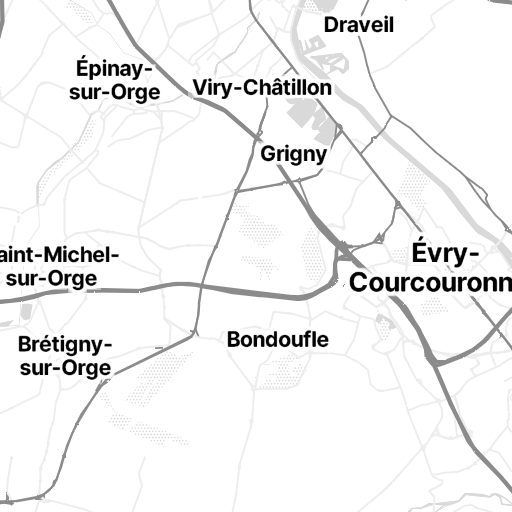 Draveil
Épinay-
sur-Orge
Viry-Châtillon
Grigny
aint-Michel-
sur-Orge
Évry-
Courcouronn
Bondoufle
Brétigny-
sur-Orge